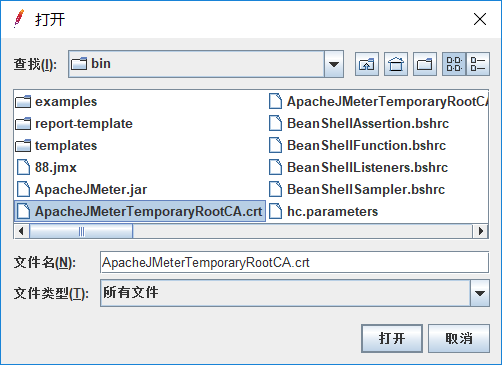 打开
查找(I):
bin
examples
report-template
templates
88.jmx
ApacheJMeter.jar
ApacheJMeterTemporaryRootCA.crt
ApacheJMeterTemporaryRootCA
BeanShellAssertion.bshrc
BeanShellFunction.bshrc
BeanShellListeners.bshrc
BeanShellSampler.bshrc
hc.parameters
文件名(N):
ApacheJMeterTemporaryRootCA.crt
文件类型(T):
所有文件
打开
取消